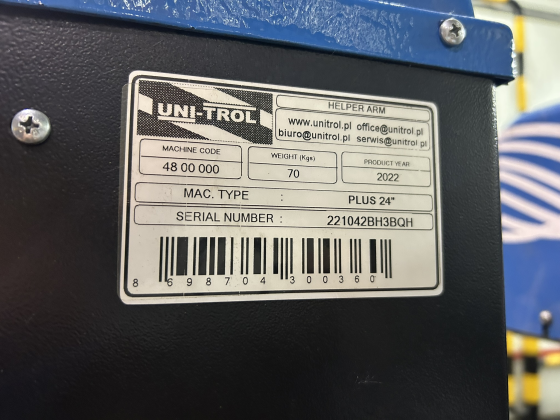 UNI-TROL
HELPER ARM
www.unitrol.pl office@unitrol.pl
biuro@unitrol.pl serwis@unitrol.pl
MACHINE CODE
48 00 000
WEIGHT (Kgs)
70
PRODUCT YEAR
2022
MAC. TYPE : PLUS 24"
SERIAL NUMBER : 221042BH3BQH
8 698704 300360